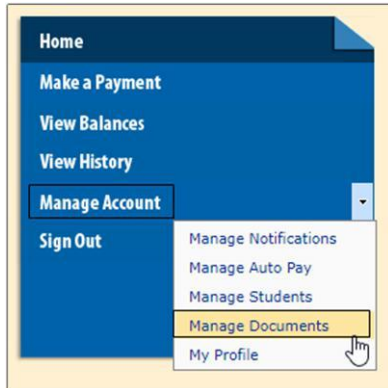 Home
Make a Payment
View Balances
View History
Manage Account
Sign Out
Manage Notifications
Manage Auto Pay
Manage Students
Manage Documents
My Profile